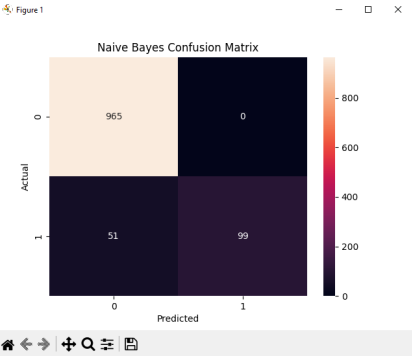 Figure 1
Naive Bayes Confusion Matrix
965 0
51 99
0
1
Actual
0 1
Predicted
800
600
400
200
0